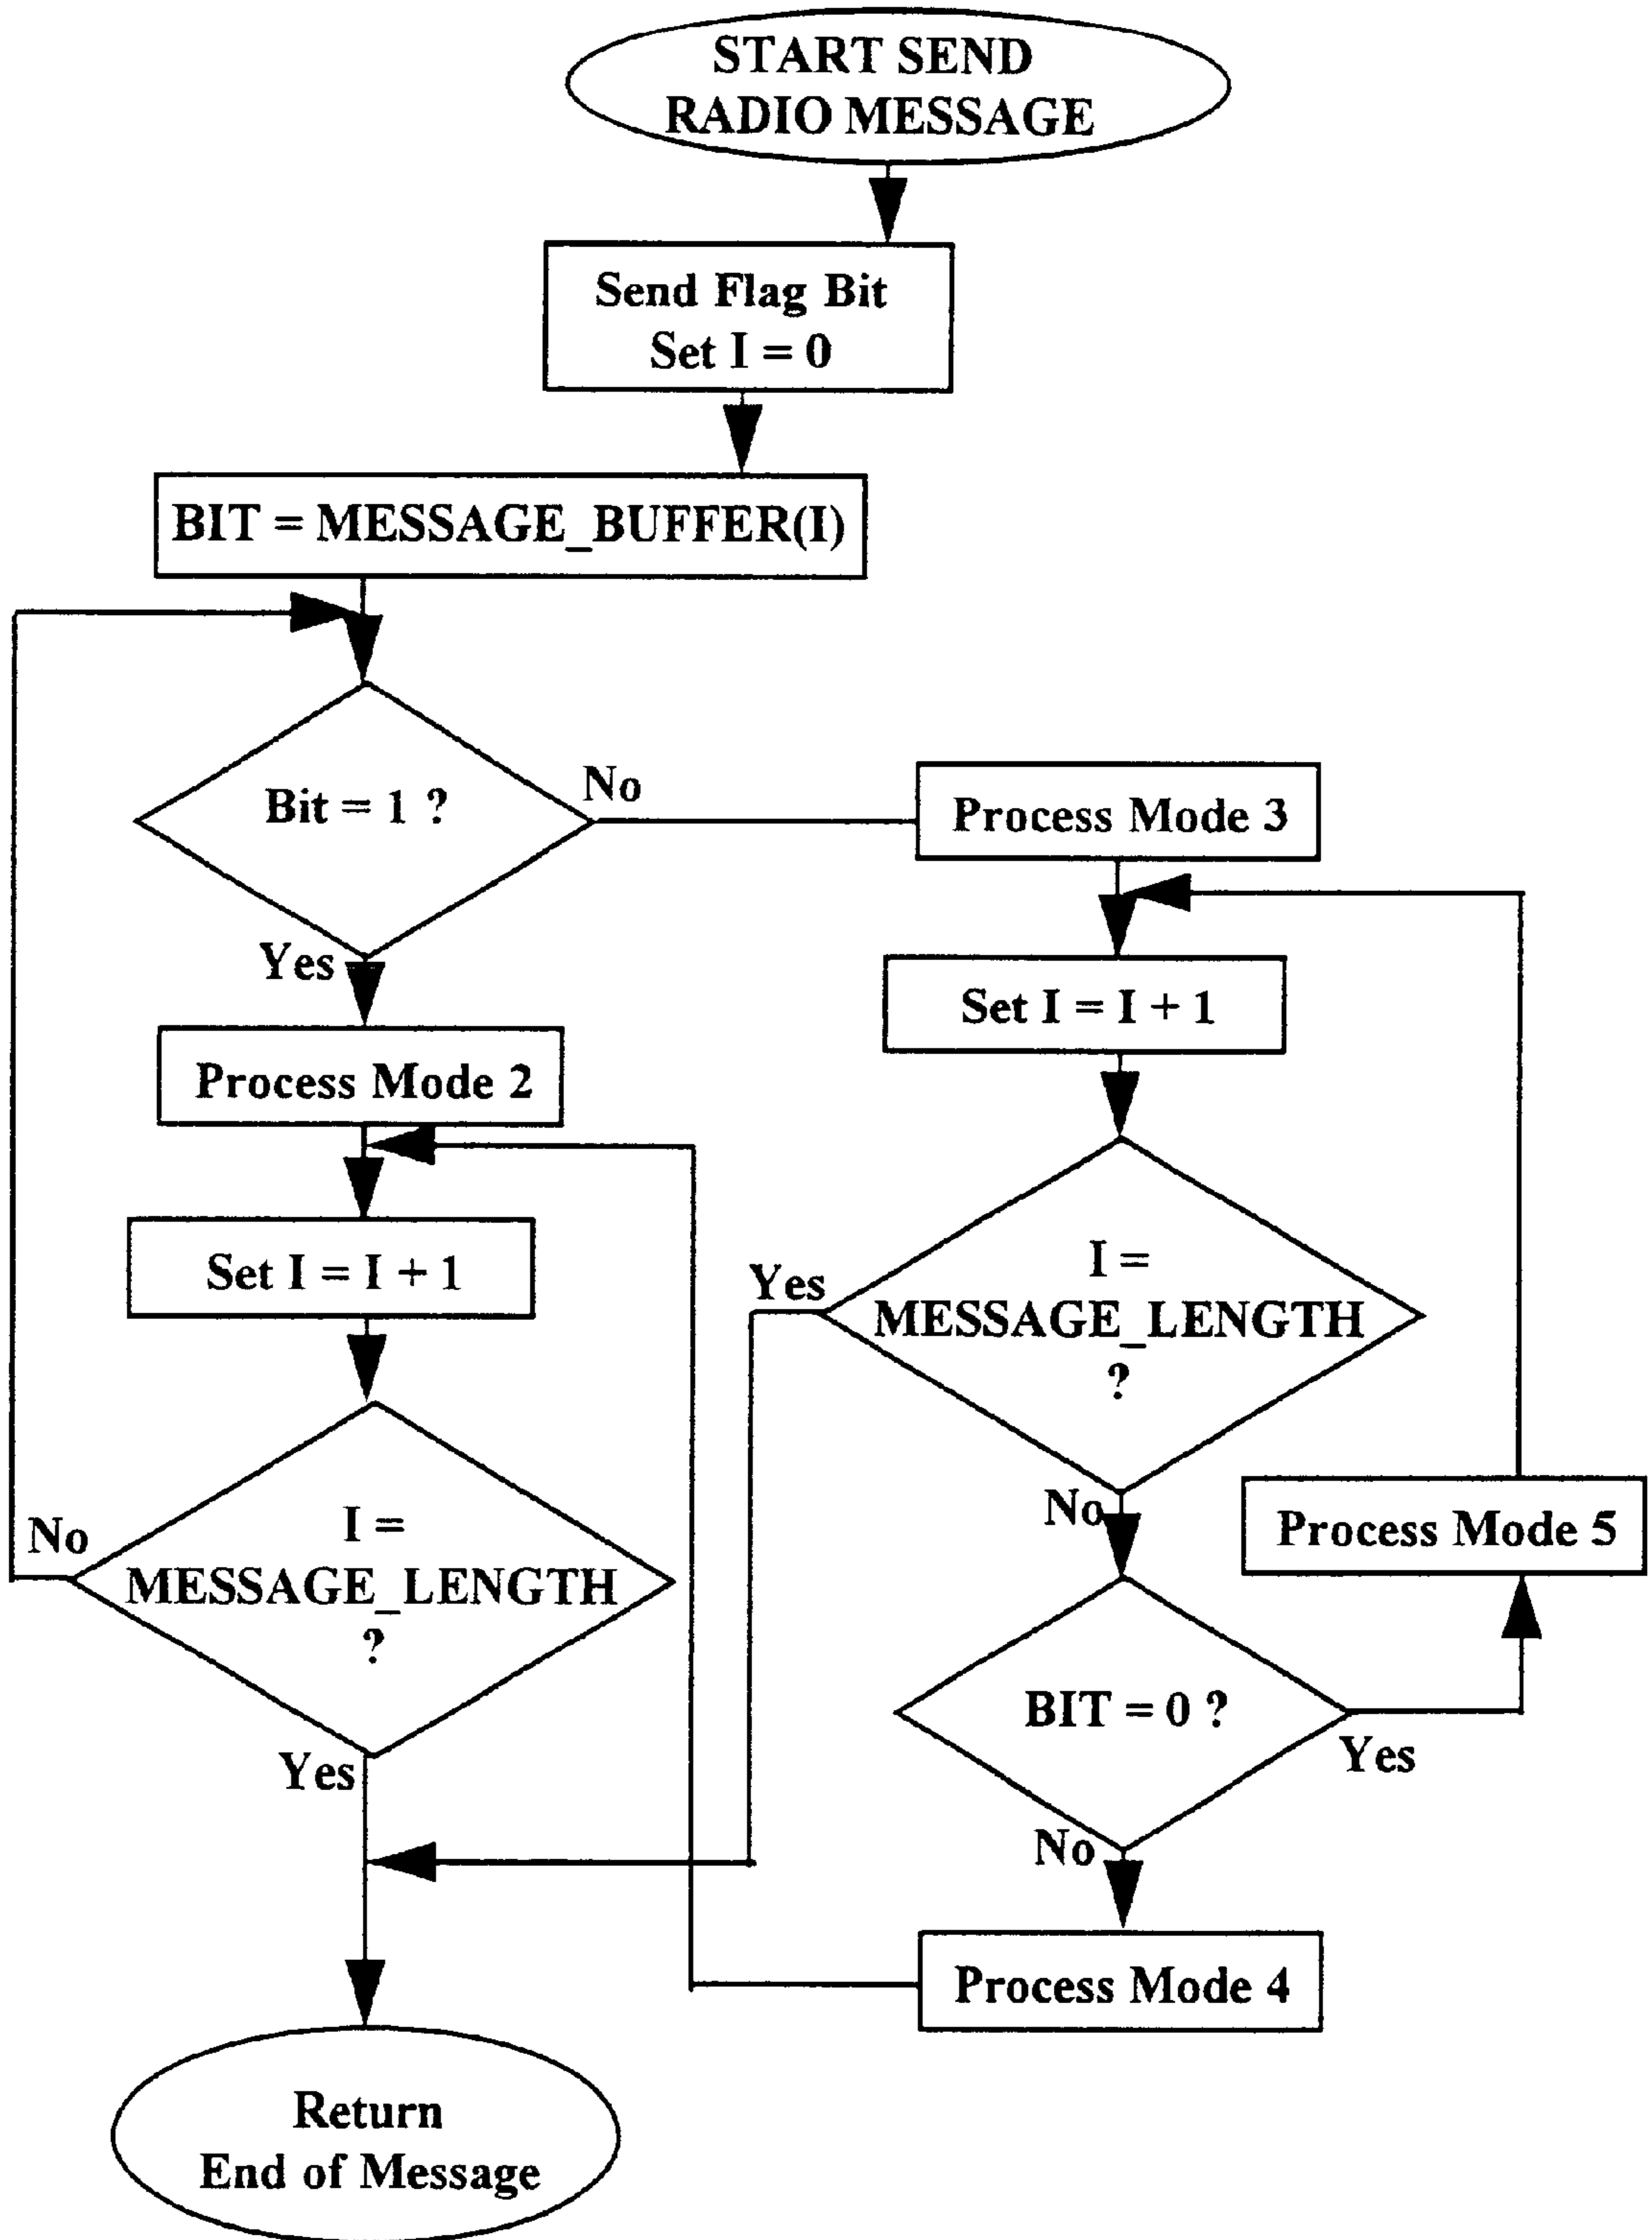 START SEND
RADIO MESSAGE
Send Flag Bit
Set I = 0
BIT = MESSAGE_BUFFER(I)
Bit = 1 ?
No
Yes
Process Mode 2
Set I = I + 1
I =
MESSAGE_LENGTH
?
No
Yes
Process Mode 3
Set I = I + 1
I =
MESSAGE_LENGTH
?
Yes
No
BIT = 0 ?
Yes
No
Process Mode 5
Process Mode 4
Return
End of Message